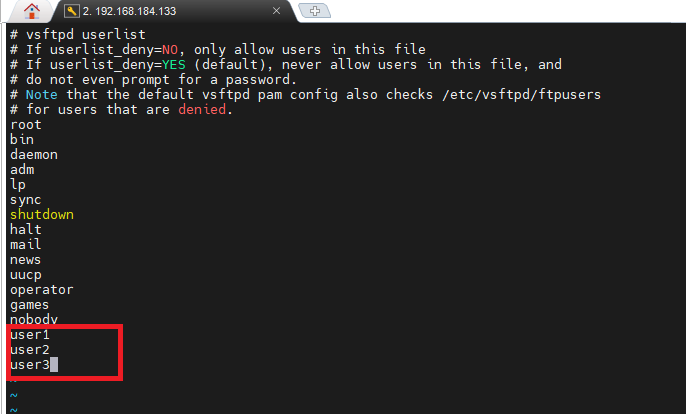 2. 192.168.184.133
# vsftpd userlist
# If userlist_deny=NO, only allow users in this file
# If userlist_deny=YES (default), never allow users in this file, and
# do not even prompt for a password.
# Note that the default vsftpd pam config also checks /etc/vsftpd/ftpusers
# for users that are denied.
root
bin
daemon
adm
lp
sync
shutdown
halt
mail
news
uucp
operator
games
nobody
user1
user2
user3
~
~
~